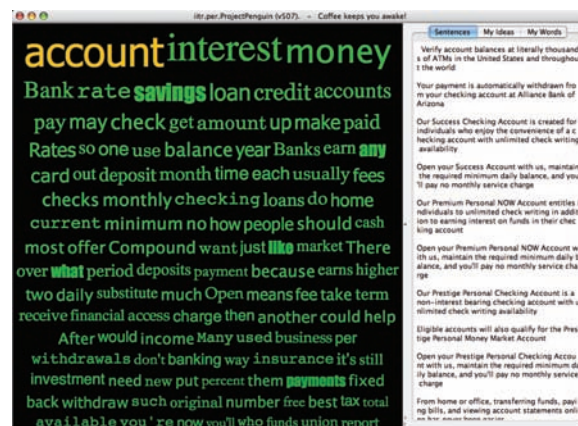 iitr.per.ProjectPenguin (v507). - Coffee keeps you awake!
account interest money
Bank rate savings loan credit accounts
pay may check get amount up make paid
Rates so one use balance year Banks earn any
card out deposit month time each usually fees
checks monthly checking loans do home
current minimum no how people should cash
most offer Compound want just like market There
over what period deposits payment because earns higher
two daily substitute much Open means fee take term
receive financial access charge then another could help
After would income Many used business per
withdrawals don't banking way insurance it's still
investment need new put percent them payments fixed
back withdraw such original number free best tax total
available you're now you'll who funds union report
Sentences My Ideas My Words
Verify account balances at literally thousand
s of ATMs in the United States and throughou
t the world
Your payment is automatically withdrawn fro
m your checking account at Alliance Bank of
Arizona
Our Success Checking Account is created for
individuals who enjoy the convenience of a c
hecking account with unlimited check writing
availability
Open your Success Account with us, maintain
the required minimum daily balance, and you
'll pay no monthly service charge
Our Premium Personal NOW Account entitles
ndividuals to unlimited check writing in addit
ion to earning interest on funds in their chec
king account
Open your Premium Personal NOW Account w
ith us, maintain the required minimum daily b
alance, and you'll pay no monthly service cha
rge
Our Prestige Personal Checking Account is a
non-interest bearing checking account with u
nlimited check writing availability
Eligible accounts will also qualify for the Pres
tige Personal Money Market Account
Open your Prestige Personal Checking Accou
nt with us, maintain the required minimum da
ily balance, and you'll pay no monthly service
charge
From home or office, transferring funds, payi
ng bills, and viewing account statements onli